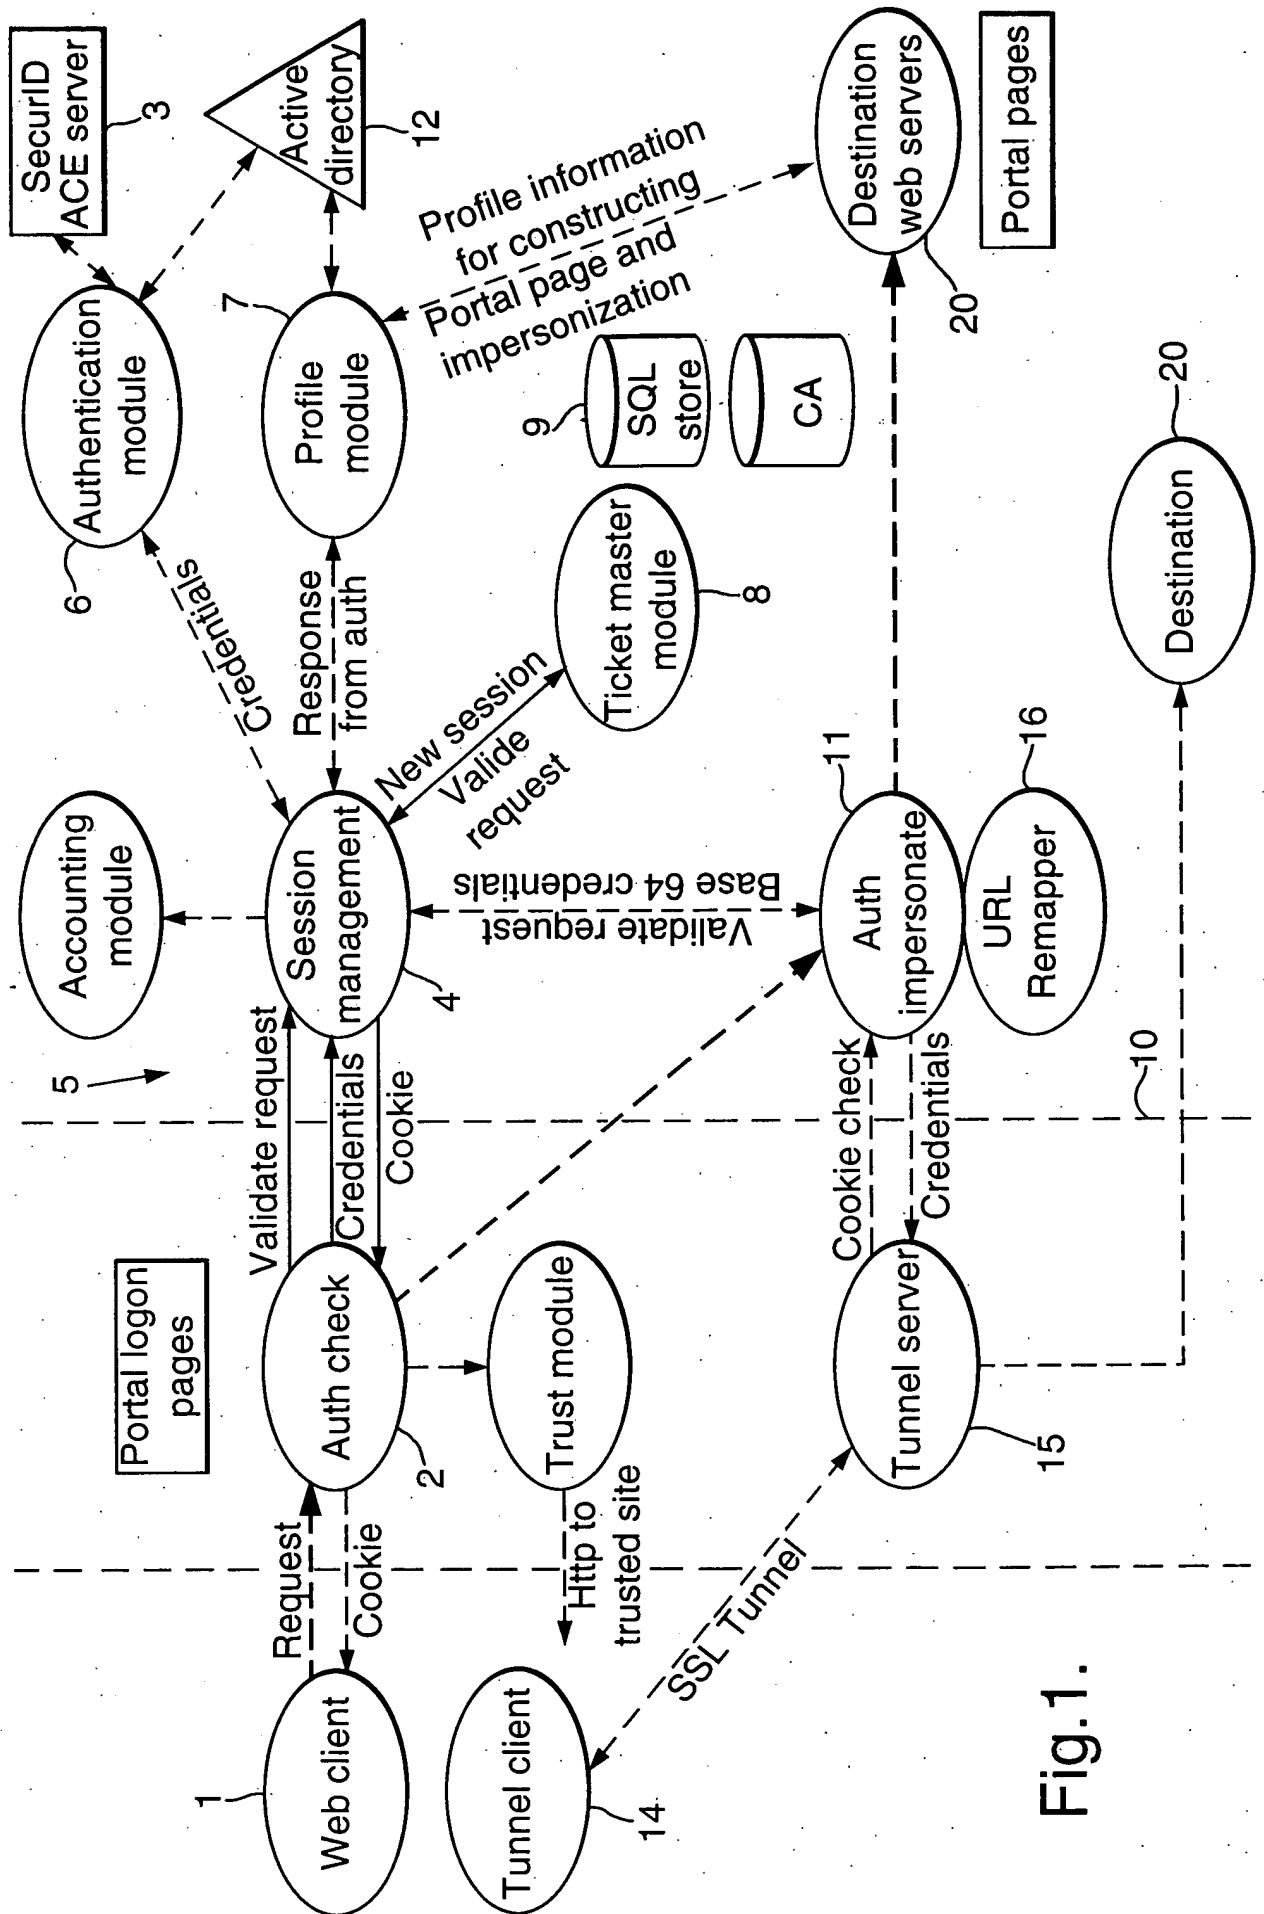 SecurID
ACE server
3
Authentication
module
6
Active
directory
12
Accounting
module
5
Credentials
Profile
module
7
Response
from auth
Profile information
for constructing
Portal page and
impersonization
Portal logon
pages
Validate request
Credentials
Cookie
Session
management
4
New session
Valide
request
Ticket master
module
8
9
SQL
store
CA
Destination
web servers
20
Portal pages
Request
Cookie
Web client
1
Auth check
2
Trust module
Http to
trusted site
Base 64 credentials
Validate request
Auth
impersonate
11
URL
Remapper
16
Tunnel client
14
SSL Tunnel
Tunnel server
15
Cookie check
Credentials
10
Destination
20
Fig.1.